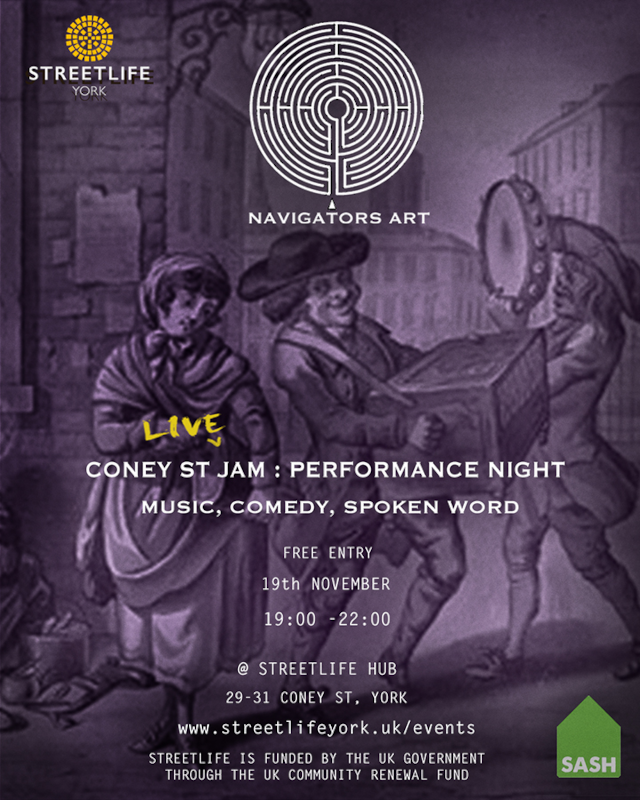 STREETLIFE
YORK
NAVIGATORS ART
LIVE
CONEY ST JAM : PERFORMANCE NIGHT
MUSIC, COMEDY, SPOKEN WORD
FREE ENTRY
19th NOVEMBER
19:00 -22:00
@ STREETLIFE HUB
29-31 CONEY ST, YORK
www.streetlifeyork.uk/events
STREETLIFE IS FUNDED BY THE UK GOVERNMENT
THROUGH THE UK COMMUNITY RENEWAL FUND
SASH